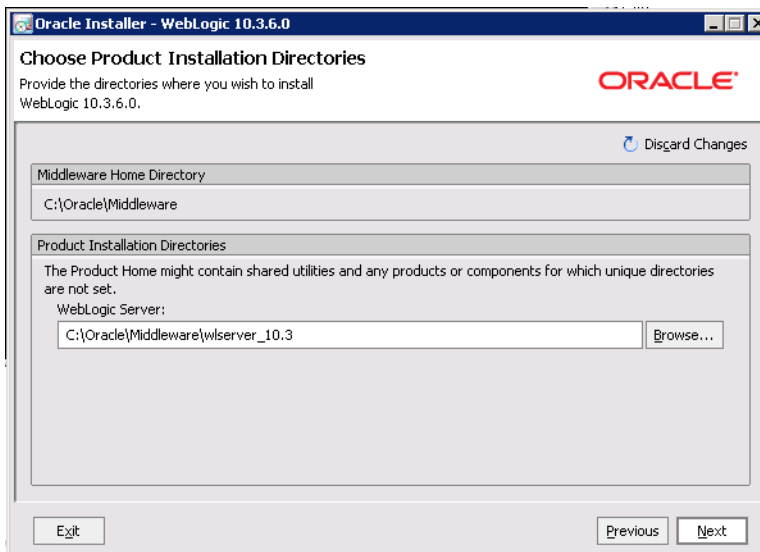 Oracle Installer - WebLogic 10.3.6.0
Choose Product Installation Directories
Provide the directories where you wish to install
WebLogic 10.3.6.0.
ORACLE
Discard Changes
Middleware Home Directory
C:\Oracle\Middleware
Product Installation Directories
The Product Home might contain shared utilities and any products or components for which unique directories
are not set.
WebLogic Server:
C:\Oracle\Middleware\wlserver_10.3
Browse...
Exit
Previous
Next